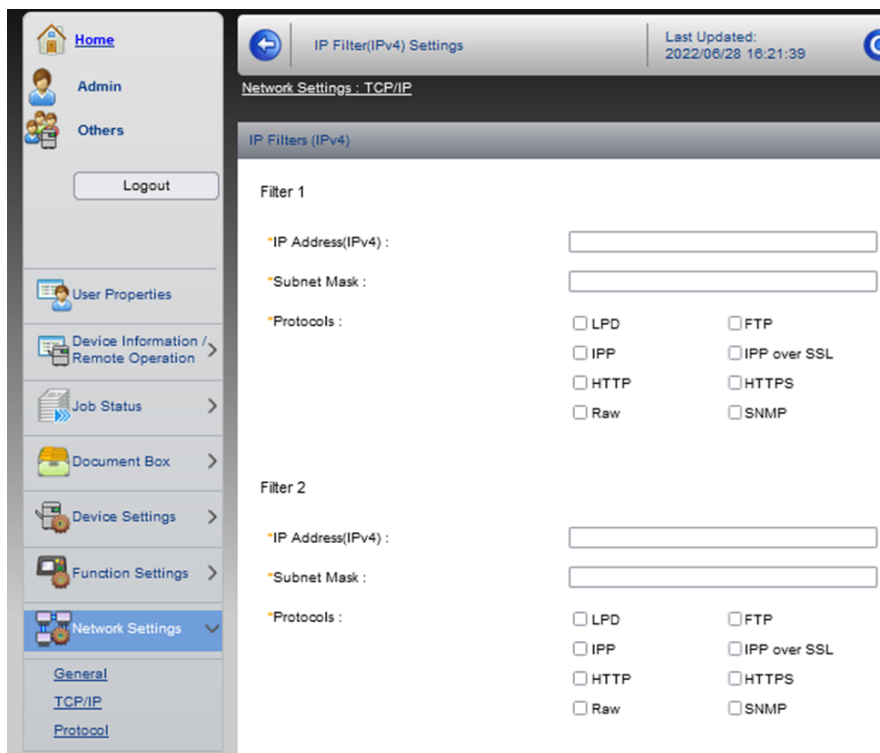 Home
Admin
Others
Logout
User Properties
Device Information /
Remote Operation
Job Status
Document Box
Device Settings
Function Settings
Network Settings
General
TCP/IP
Protocol
IP Filter(IPv4) Settings
Last Updated:
2022/06/28 16:21:39
Network Settings : TCP/IP
IP Filters (IPv4)
Filter 1
*IP Address(IPv4) :
*Subnet Mask :
*Protocols : LPD FTP
IPP IPP over SSL
HTTP HTTPS
Raw SNMP
Filter 2
*IP Address(IPv4) :
*Subnet Mask :
*Protocols : LPD FTP
IPP IPP over SSL
HTTP HTTPS
Raw SNMP